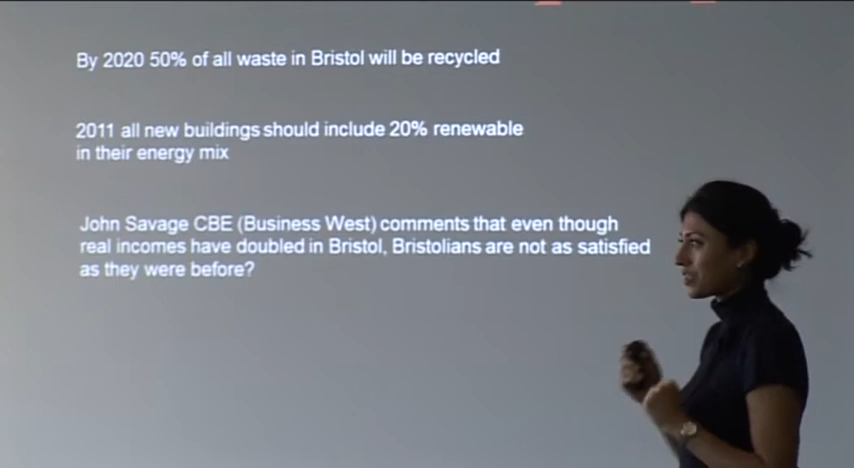 By 2020 50% of all waste in Bristol will be recycled
2011 all new buildings should include 20% renewable
in their energy mix
John Savage CBE (Business West) comments that even though
real incomes have doubled in Bristol, Bristolians are not as satisfied
as they were before?